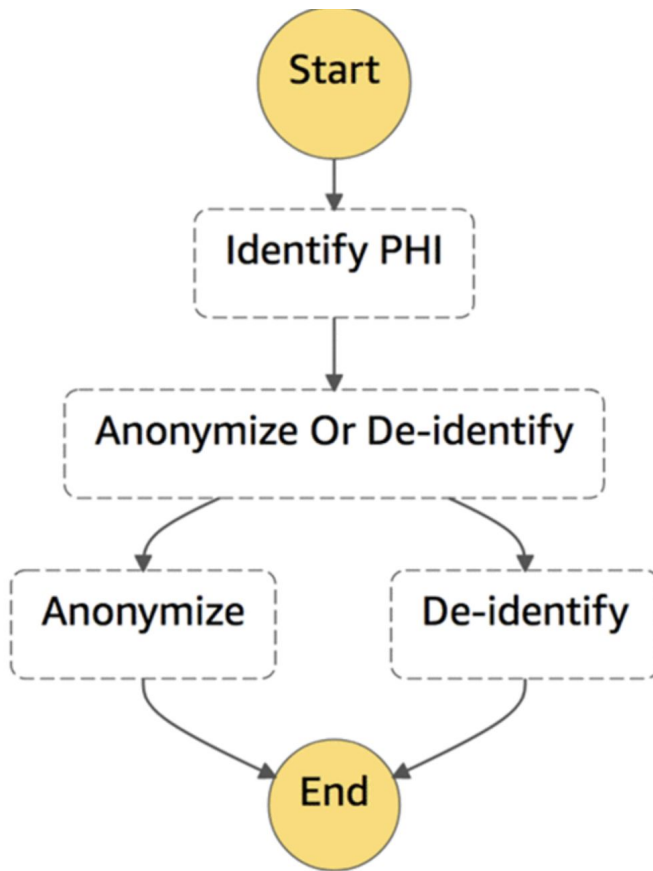 Start
Identify PHI
Anonymize Or De-identify
Anonymize
De-identify
End